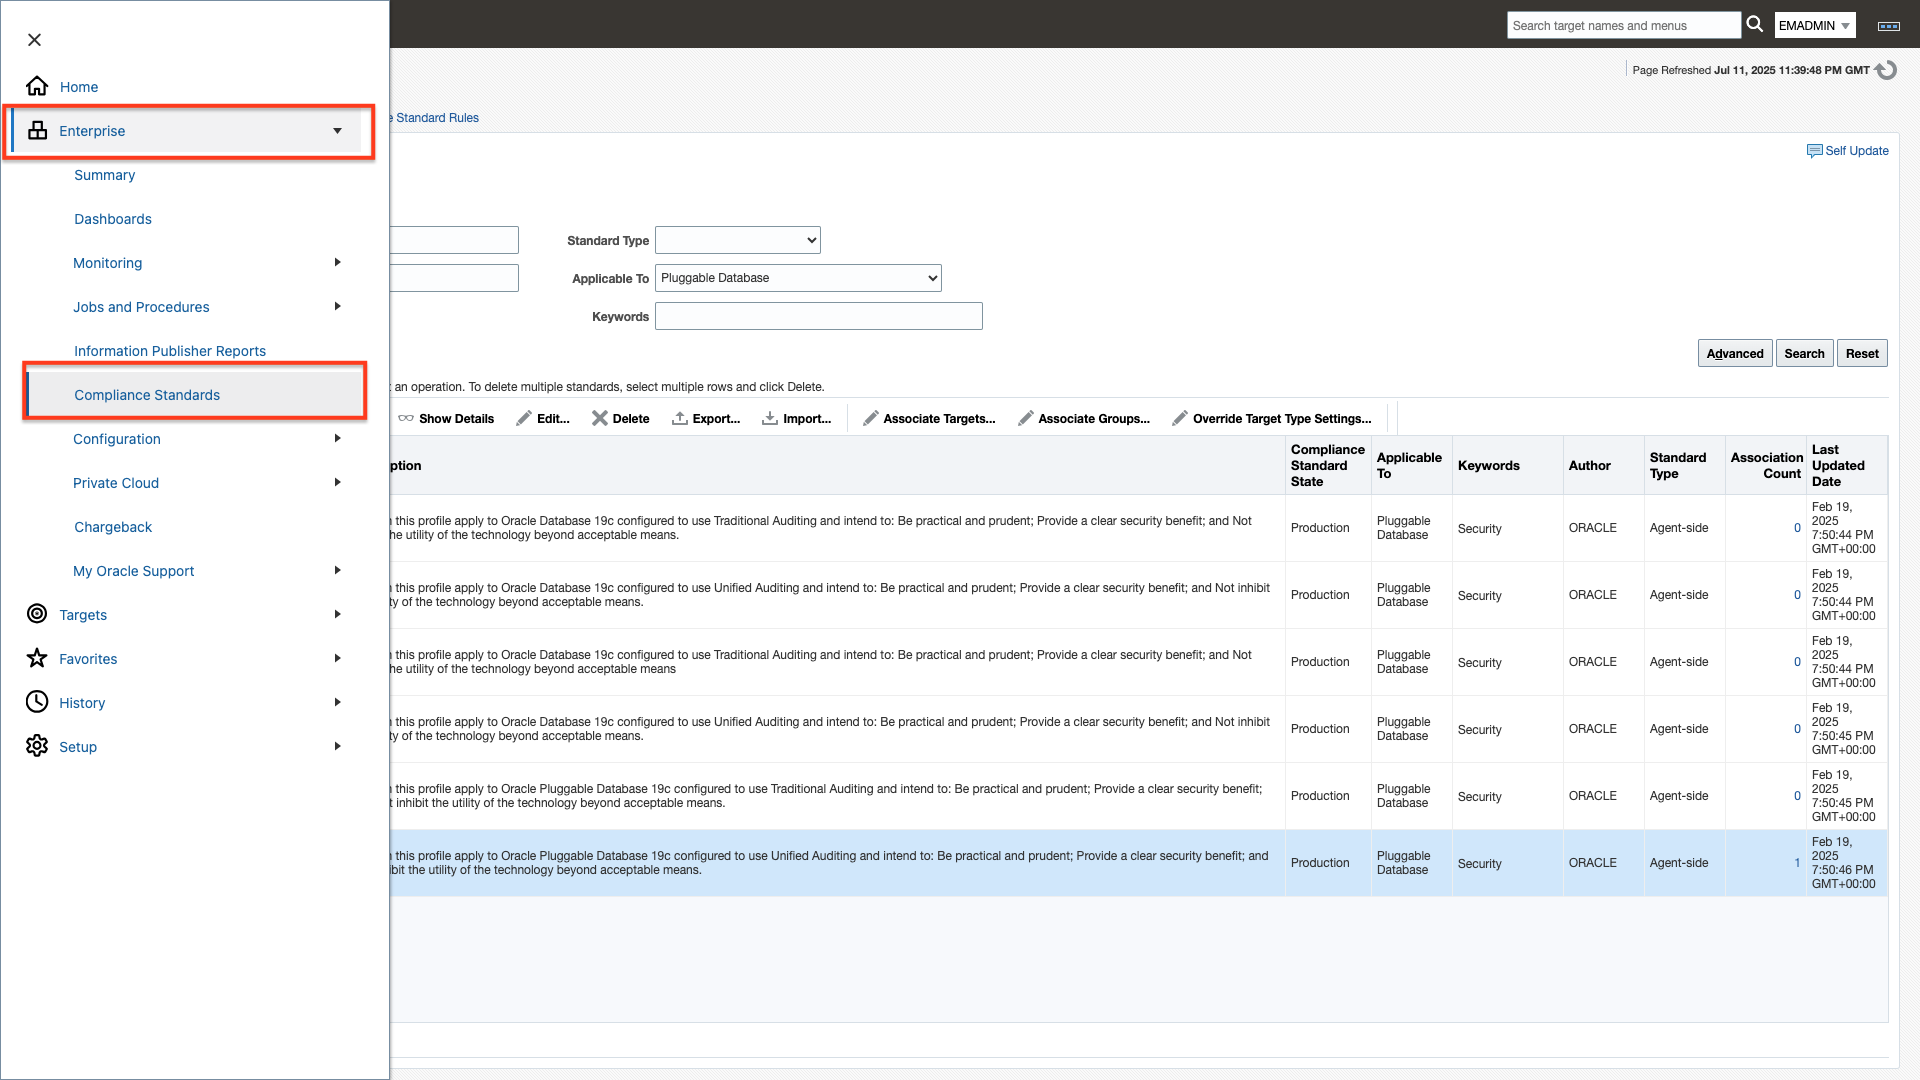 Search target names and menus
EMADMIN
Page Refreshed Jul 11, 2025 11:39:48 PM GMT
Home
Enterprise
Summary
Dashboards
Monitoring
Jobs and Procedures
Information Publisher Reports
Compliance Standards
Configuration
Private Cloud
Chargeback
My Oracle Support
Targets
Favorites
History
Setup
Standard Rules
Self Update
Standard Type
Applicable To Pluggable Database
Keywords
Advanced Search Reset
an operation. To delete multiple standards, select multiple rows and click Delete.
Show Details Edit... Delete Export... Import... Associate Targets... Associate Groups... Override Target Type Settings...
ption
Compliance
Standard
State
Applicable
To
Keywords
Author
Standard
Type
Association
Count
Last
Updated
Date
this profile apply to Oracle Database 19c configured to use Traditional Auditing and intend to: Be practical and prudent; Provide a clear security benefit; and Not
he utility of the technology beyond acceptable means.
Production
Pluggable
Database
Security
ORACLE
Agent-side
0
Feb 19,
2025
7:50:44 PM
GMT+00:00
this profile apply to Oracle Database 19c configured to use Unified Auditing and intend to: Be practical and prudent; Provide a clear security benefit; and Not inhibit
ty of the technology beyond acceptable means.
Production
Pluggable
Database
Security
ORACLE
Agent-side
0
Feb 19,
2025
7:50:44 PM
GMT+00:00
this profile apply to Oracle Database 19c configured to use Traditional Auditing and intend to: Be practical and prudent; Provide a clear security benefit; and Not
he utility of the technology beyond acceptable means
Production
Pluggable
Database
Security
ORACLE
Agent-side
0
Feb 19,
2025
7:50:44 PM
GMT+00:00
this profile apply to Oracle Database 19c configured to use Unified Auditing and intend to: Be practical and prudent; Provide a clear security benefit; and Not inhibit
ty of the technology beyond acceptable means.
Production
Pluggable
Database
Security
ORACLE
Agent-side
0
Feb 19,
2025
7:50:45 PM
GMT+00:00
this profile apply to Oracle Pluggable Database 19c configured to use Traditional Auditing and intend to: Be practical and prudent; Provide a clear security benefit;
t inhibit the utility of the technology beyond acceptable means.
Production
Pluggable
Database
Security
ORACLE
Agent-side
0
Feb 19,
2025
7:50:45 PM
GMT+00:00
this profile apply to Oracle Pluggable Database 19c configured to use Unified Auditing and intend to: Be practical and prudent; Provide a clear security benefit; and
ibit the utility of the technology beyond acceptable means.
Production
Pluggable
Database
Security
ORACLE
Agent-side
1
Feb 19,
2025
7:50:46 PM
GMT+00:00